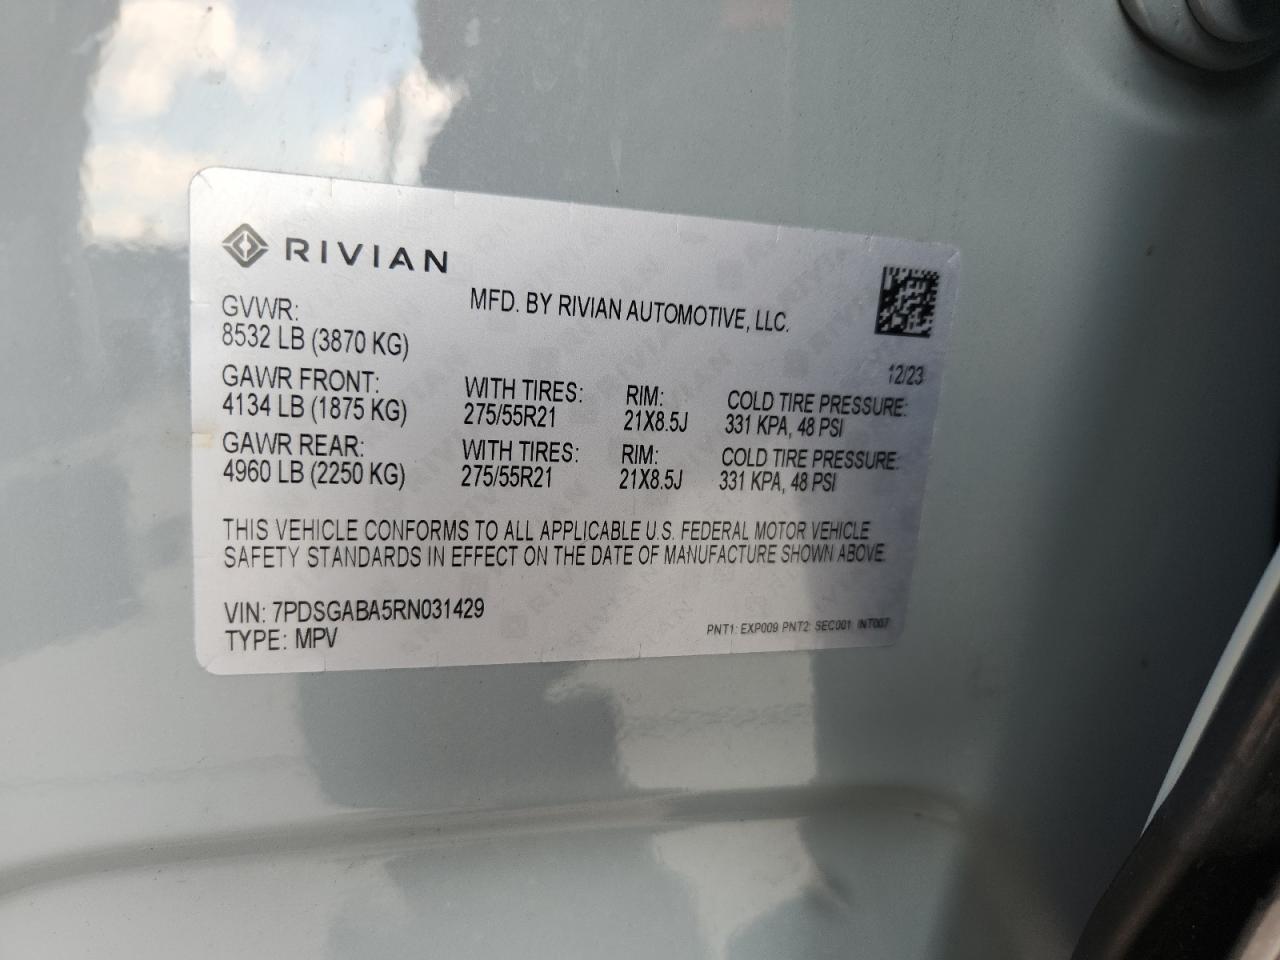 RIVIAN
MFD. BY RIVIAN AUTOMOTIVE, LLC.
GVWR:
8532 LB (3870 KG)
12/23
GAWR FRONT: WITH TIRES: RIM: COLD TIRE PRESSURE:
4134 LB (1875 KG) 275/55R21 21X8.5J 331 KPA, 48 PSI
GAWR REAR: WITH TIRES: RIM: COLD TIRE PRESSURE:
4960 LB (2250 KG) 275/55R21 21X8.5J 331 KPA, 48 PSI
THIS VEHICLE CONFORMS TO ALL APPLICABLE U.S. FEDERAL MOTOR VEHICLE
SAFETY STANDARDS IN EFFECT ON THE DATE OF MANUFACTURE SHOWN ABOVE.
VIN: 7PDSGABA5RN031429
TYPE: MPV
PNT1: EXP009 PNT2: SEC001 INT007